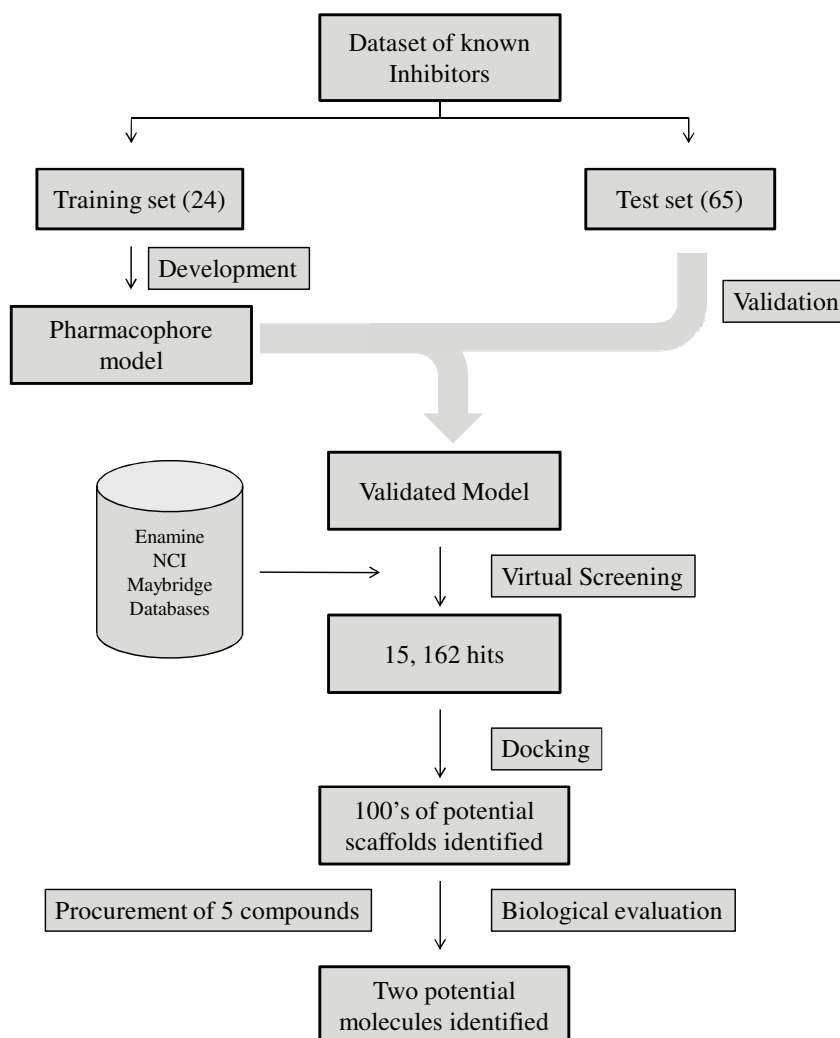 Dataset of known
Inhibitors
Training set (24)
Test set (65)
Development
Validation
Pharmacophore
model
Validated Model
Enamine
NCI
Maybridge
Databases
Virtual Screening
15, 162 hits
Docking
100’s of potential
scaffolds identified
Procurement of 5 compounds
Biological evaluation
Two potential
molecules identified